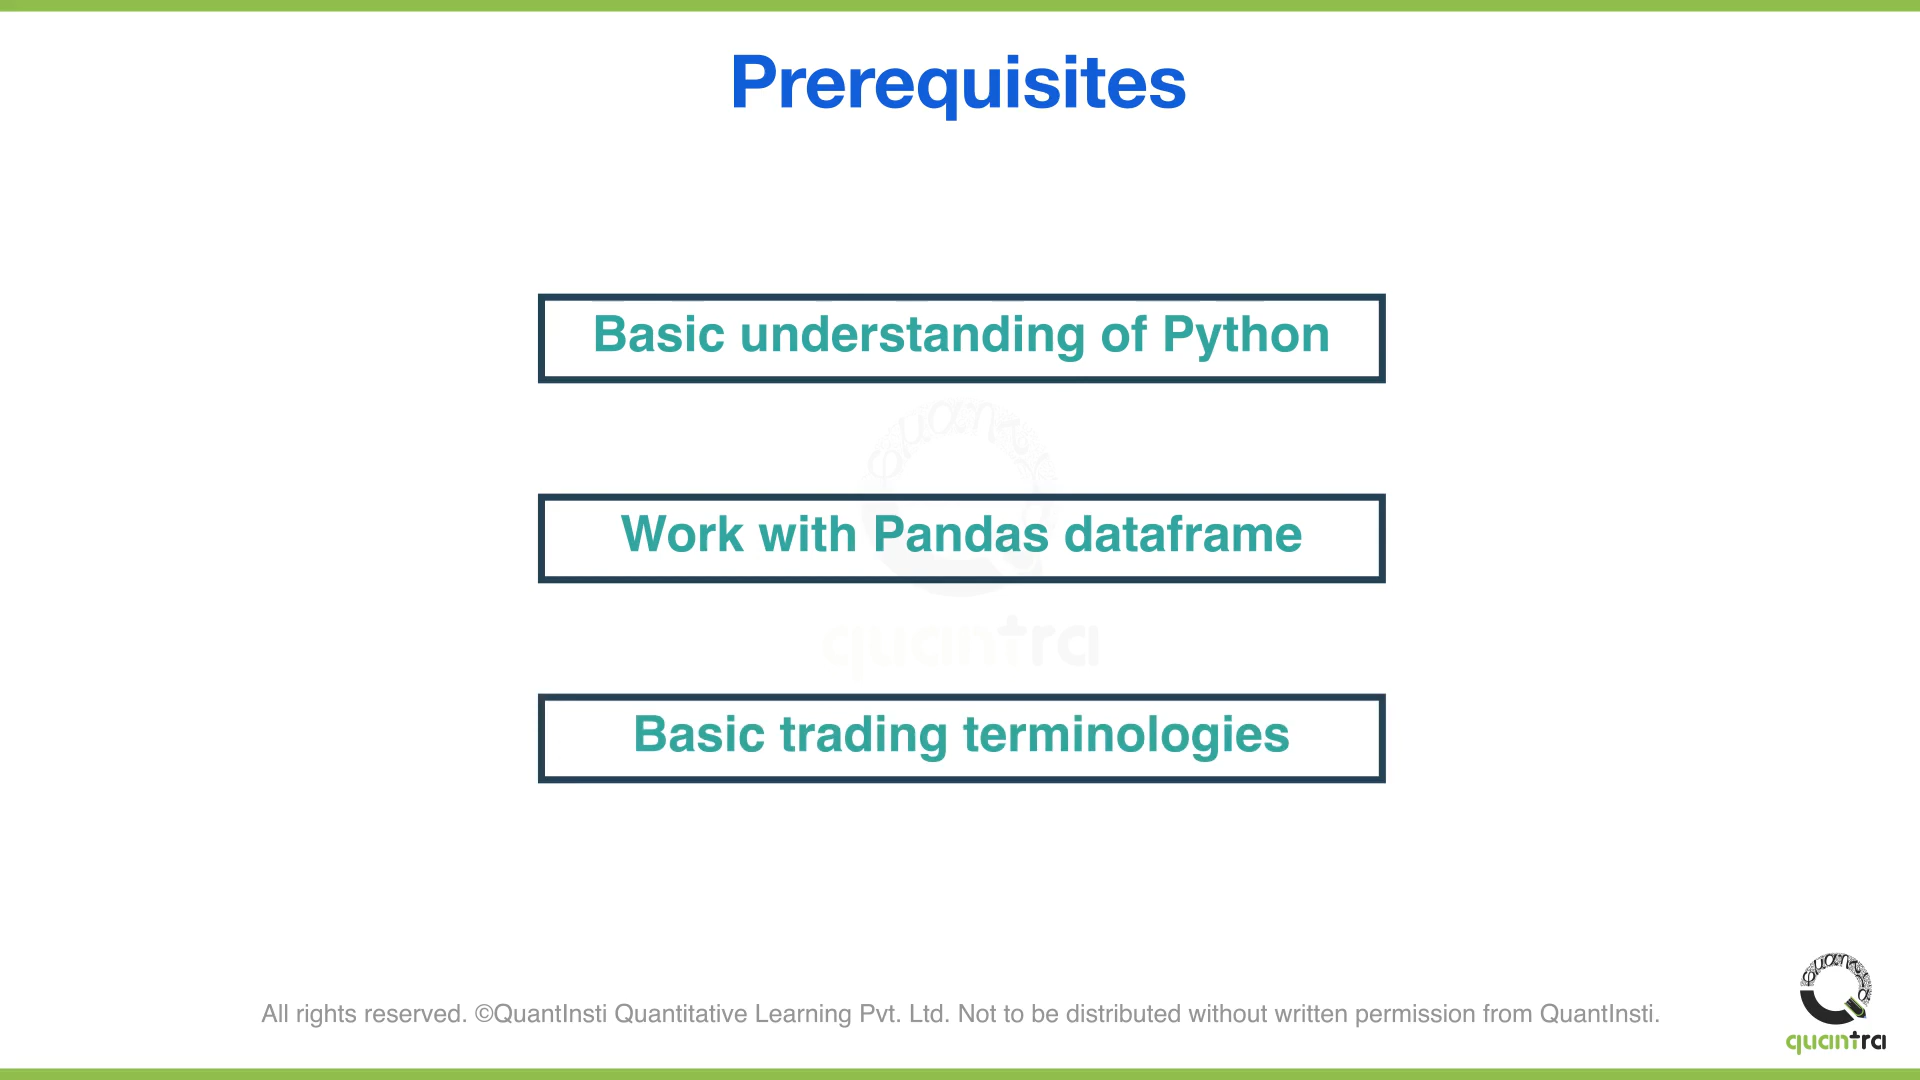 Prerequisites
Basic understanding of Python
Work with Pandas dataframe
quantra
Basic trading terminologies
All rights reserved. ©QuantInsti Quantitative Learning Pvt. Ltd. Not to be distributed without written permission from QuantInsti.
quantra